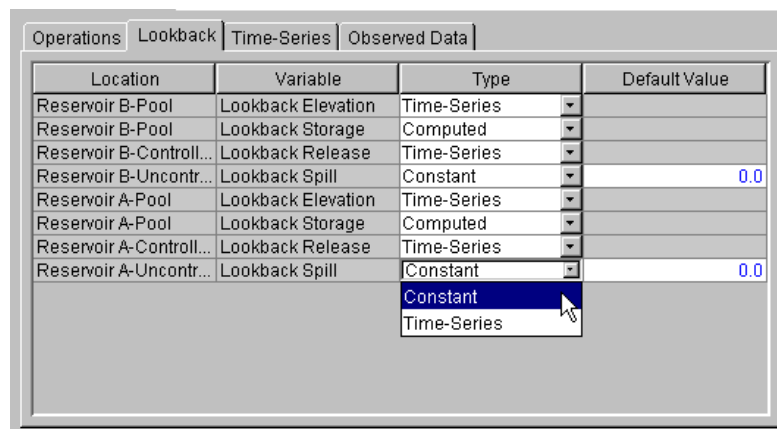 Operations Lookback Time-Series Observed Data
Location Variable Type Default Value
Reservoir B-Pool Lookback Elevation Time-Series
Reservoir B-Pool Lookback Storage Computed
Reservoir B-Controll... Lookback Release Time-Series
Reservoir B-Uncontr... Lookback Spill Constant 0.0
Reservoir A-Pool Lookback Elevation Time-Series
Reservoir A-Pool Lookback Storage Computed
Reservoir A-Controll... Lookback Release Time-Series
Reservoir A-Uncontr... Lookback Spill Constant 0.0
Constant
Time-Series